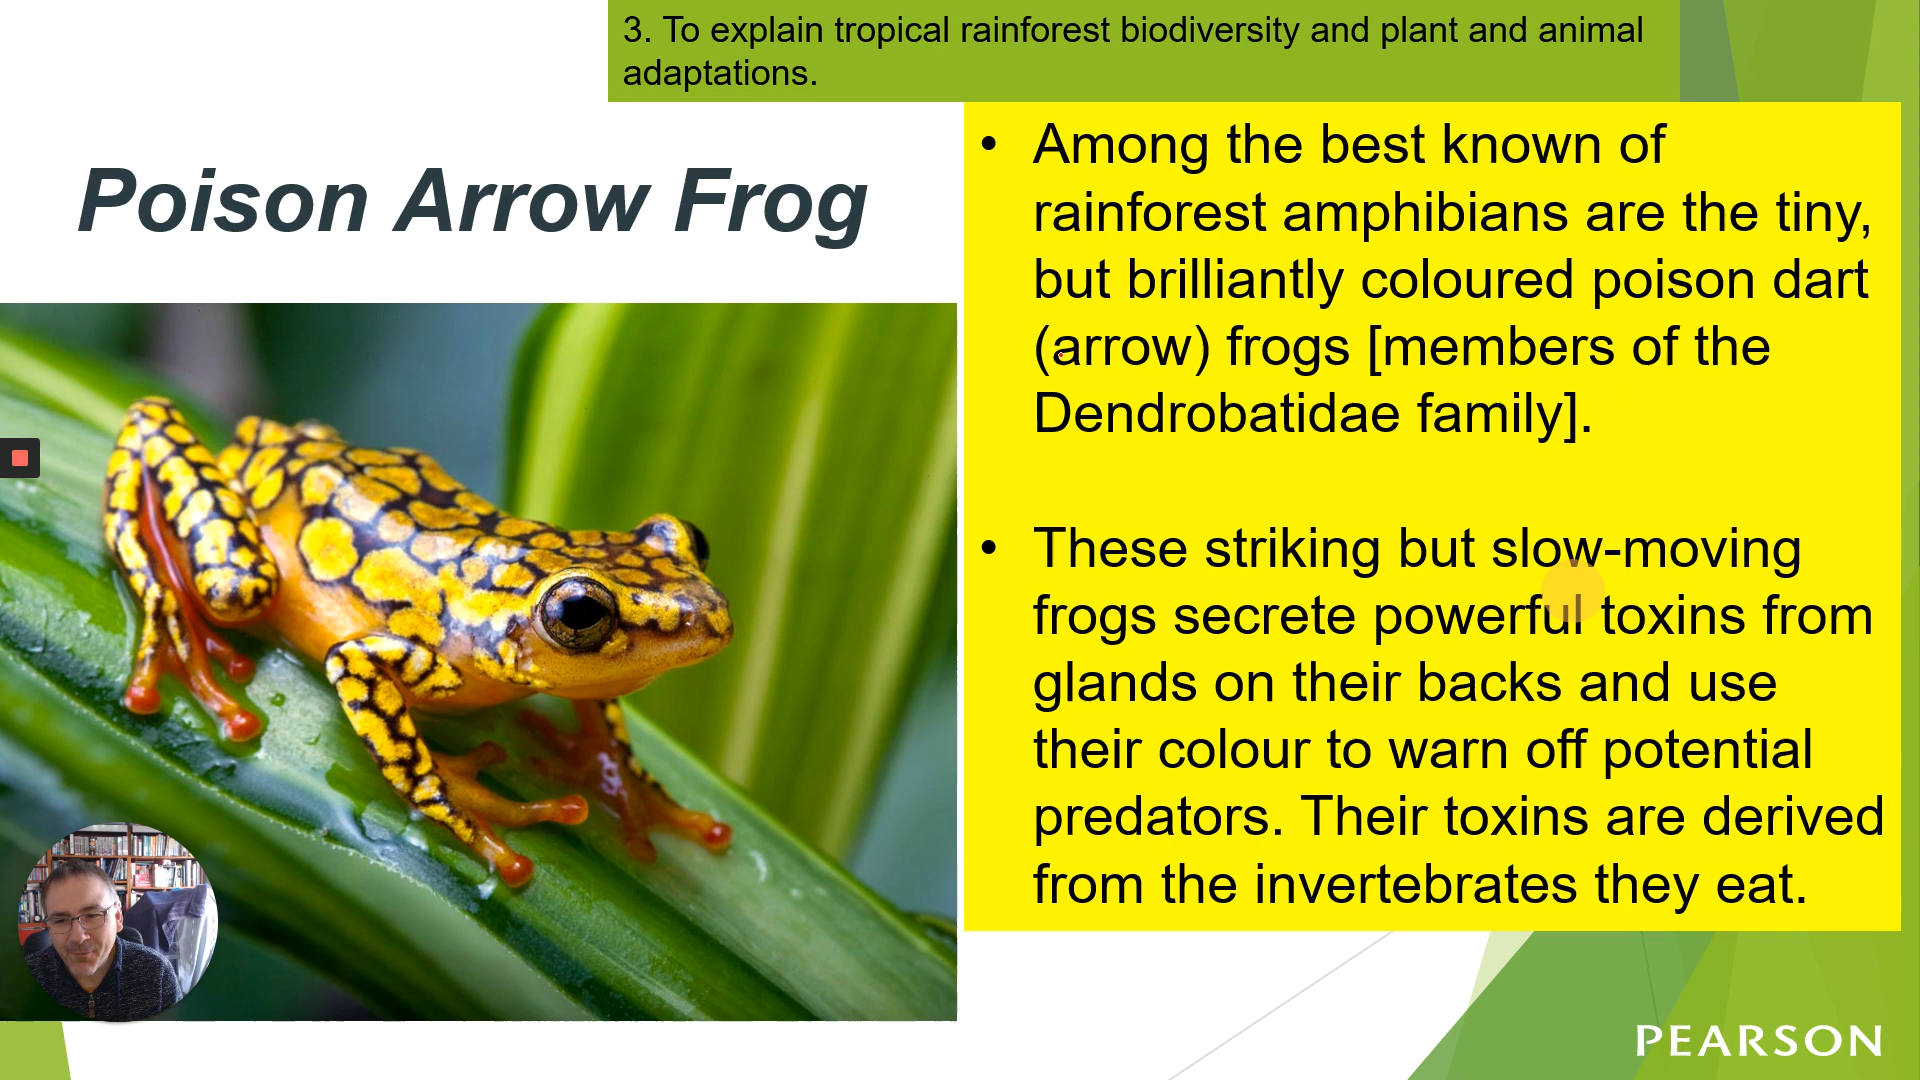 3. To explain tropical rainforest biodiversity and plant and animal
adaptations.
Poison Arrow Frog
• Among the best known of
rainforest amphibians are the tiny,
but brilliantly coloured poison dart
(arrow) frogs [members of the
Dendrobatidae family].
• These striking but slow-moving
frogs secrete powerful toxins from
glands on their backs and use
their colour to warn off potential
predators. Their toxins are derived
from the invertebrates they eat.
PEARSON